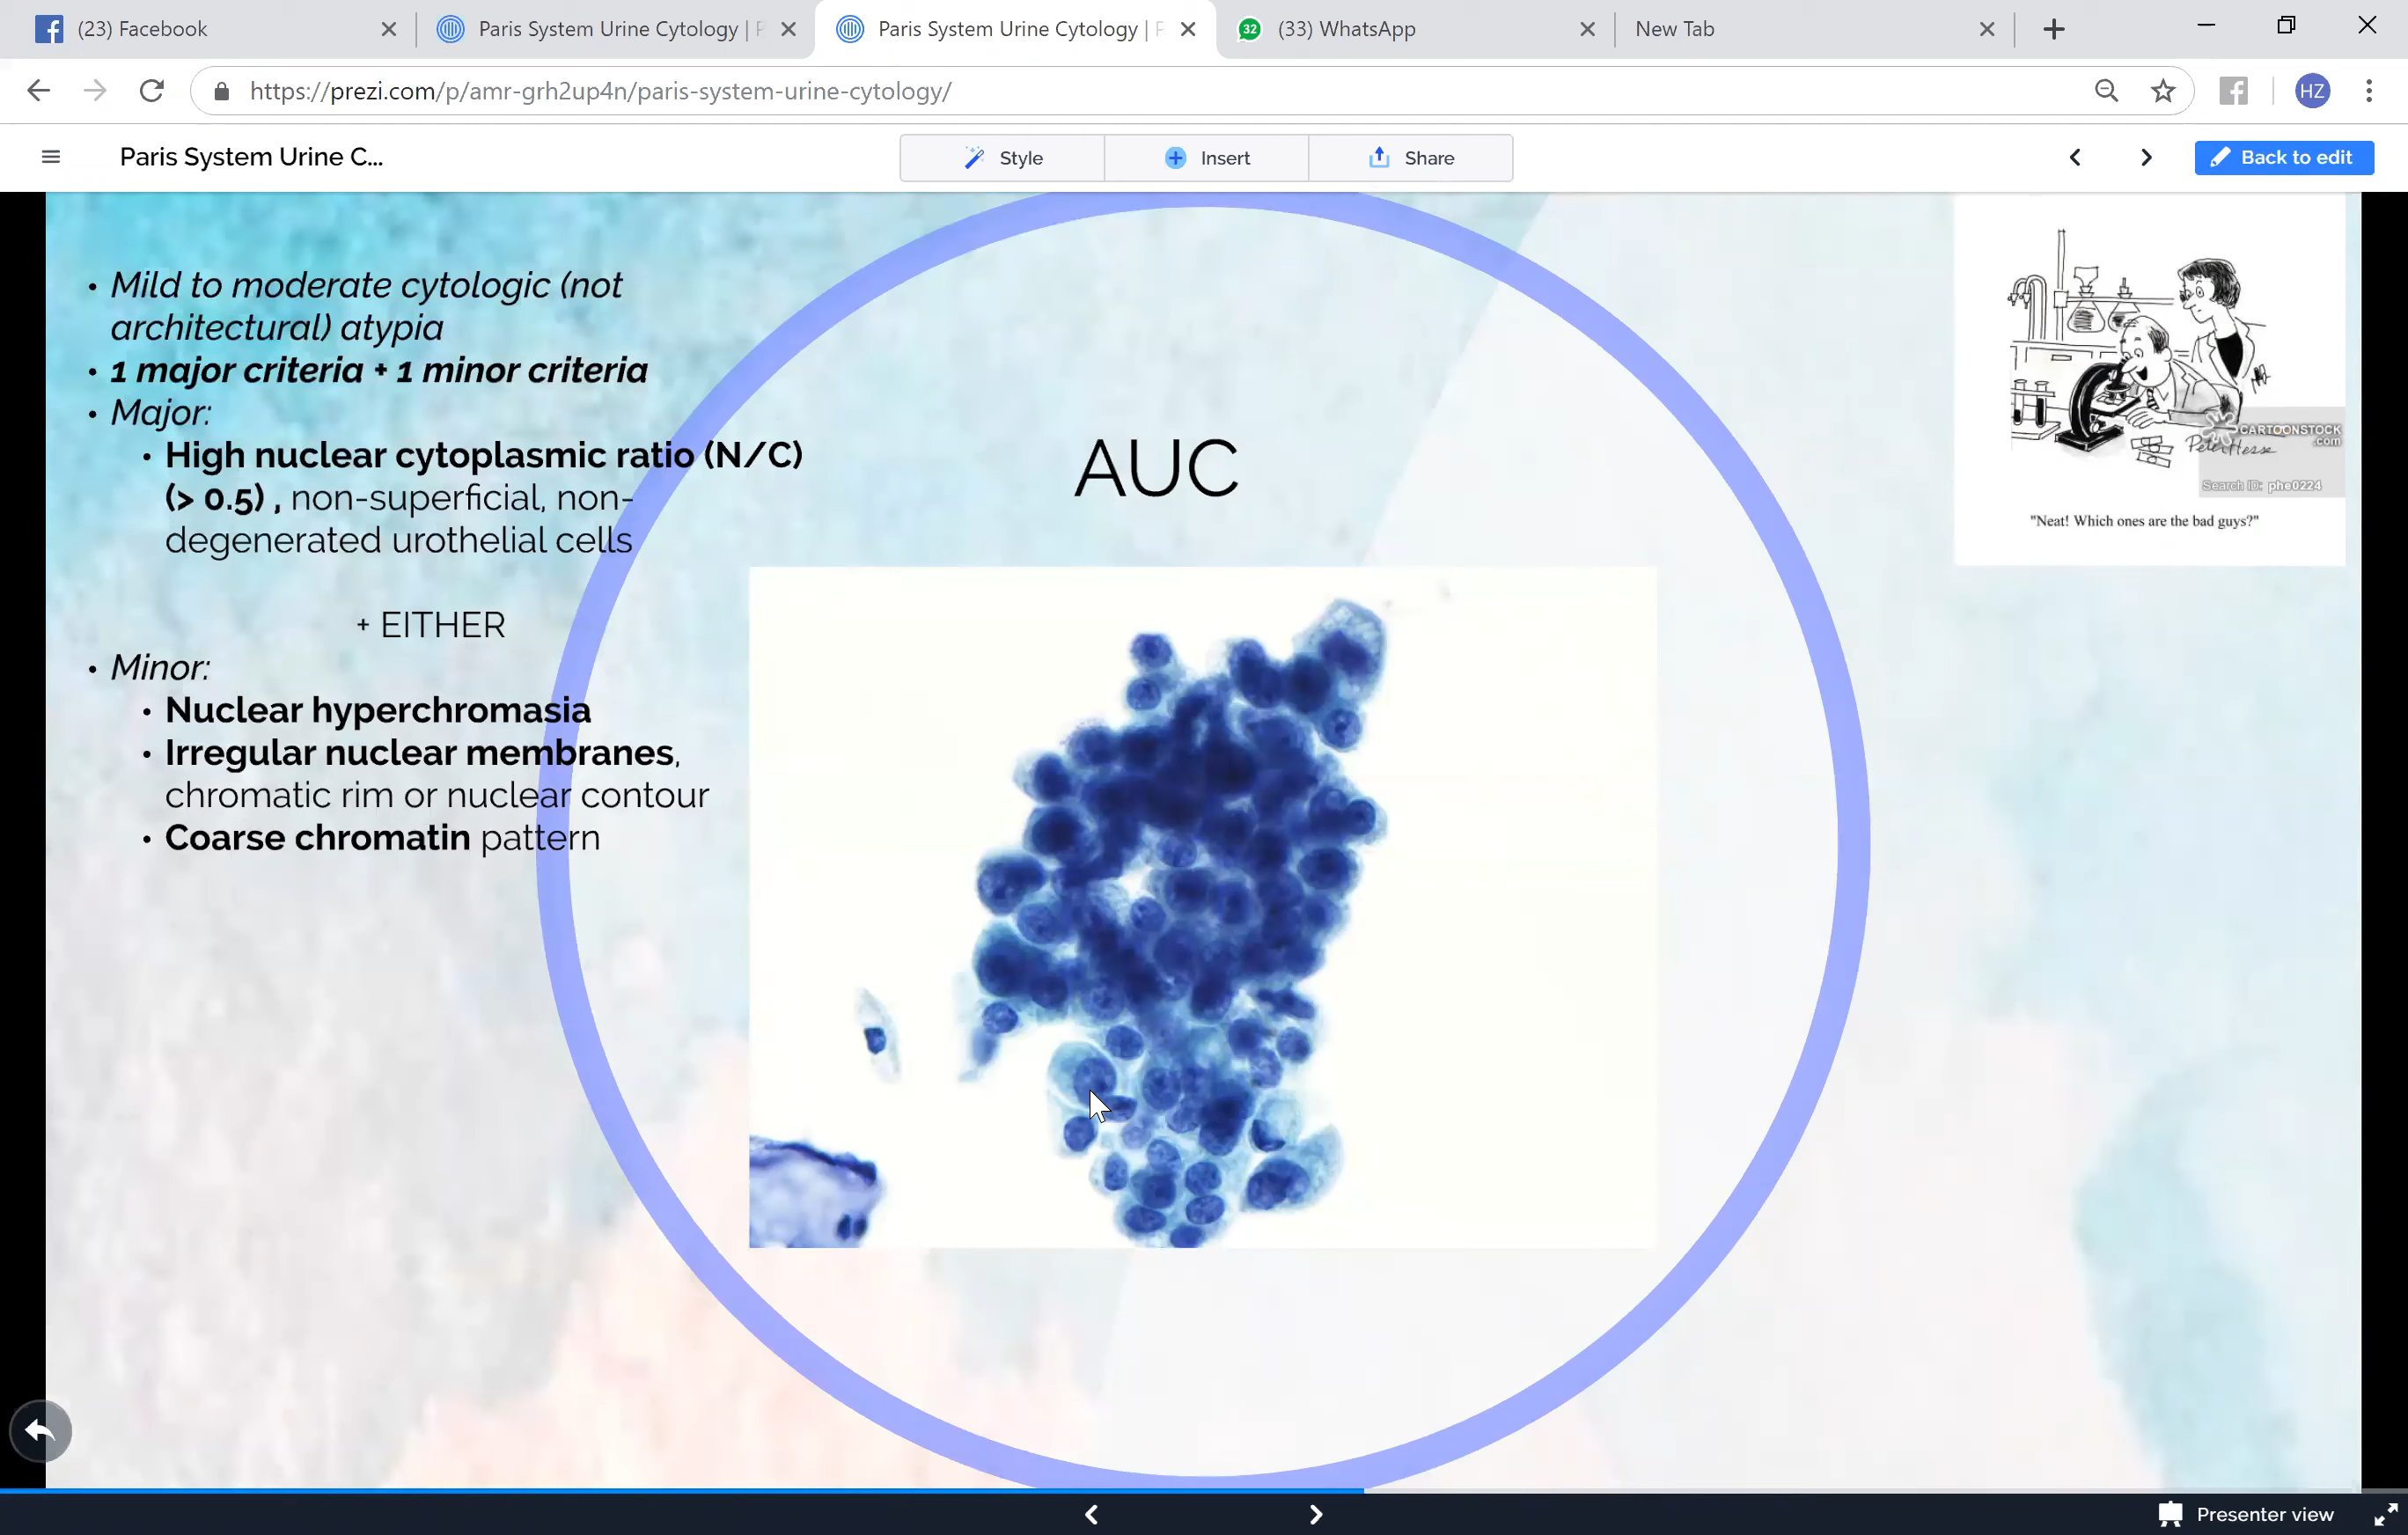 (23) Facebook
Paris System Urine Cytology | P
Paris System Urine Cytology | P
32
(33) WhatsApp
New Tab
https://prezi.com/p/amr-grh2up4n/paris-system-urine-cytology/
HZ
Paris System Urine C...
Style
Insert
Share
Back to edit
• Mild to moderate cytologic (not
architectural) atypia
• 1 major criteria + 1 minor criteria
• Major:
• High nuclear cytoplasmic ratio (N/C)
(> 0.5) , non-superficial, non-
degenerated urothelial cells
+ EITHER
• Minor:
• Nuclear hyperchromasia
• Irregular nuclear membranes,
chromatic rim or nuclear contour
• Coarse chromatin pattern
AUC
CARTOONSTOCK
.com
Peter Hesse
Search ID: phe0224
"Neat! Which ones are the bad guys?"
Presenter view